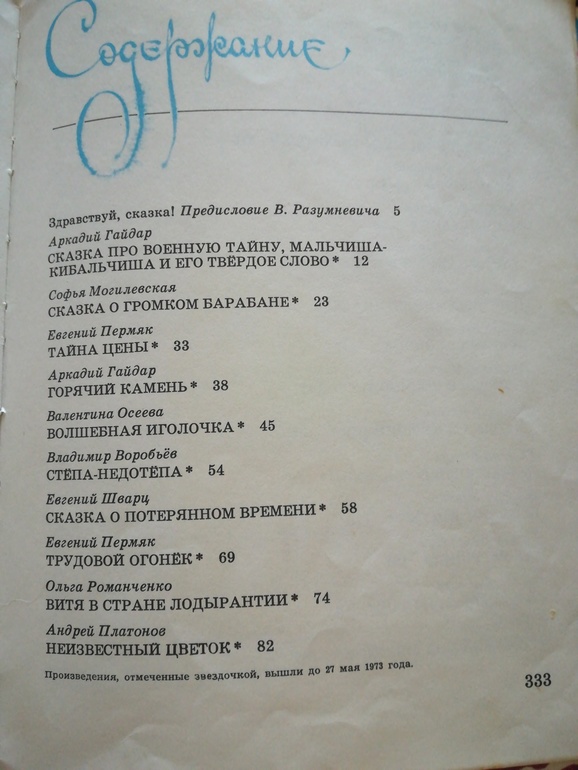 Содержание
Здравствуй, сказка! Предисловие В. Разумневича 5
Аркадий Гайдар
СКАЗКА ПРО ВОЕННУЮ ТАЙНУ, МАЛЬЧИША-
КИБАЛЬЧИША И ЕГО ТВЁРДОЕ СЛОВО* 12
Софья Могилевская
СКАЗКА О ГРОМКОМ БАРАБАНЕ* 23
Евгений Пермяк
ТАЙНА ЦЕНЫ* 33
Аркадий Гайдар
ГОРЯЧИЙ КАМЕНЬ* 38
Валентина Осеева
ВОЛШЕБНАЯ ИГОЛОЧКА* 45
Владимир Воробьёв
СТЁПА-НЕДОТЁПА* 54
Евгений Шварц
СКАЗКА О ПОТЕРЯННОМ ВРЕМЕНИ* 58
Евгений Пермяк
ТРУДОВОЙ ОГОНЁК* 69
Ольга Романченко
ВИТЯ В СТРАНЕ ЛОДЫРАНТИИ* 74
Андрей Платонов
НЕИЗВЕСТНЫЙ ЦВЕТОК* 82
Произведения, отмеченные звездочкой, вышли до 27 мая 1973 года.
333